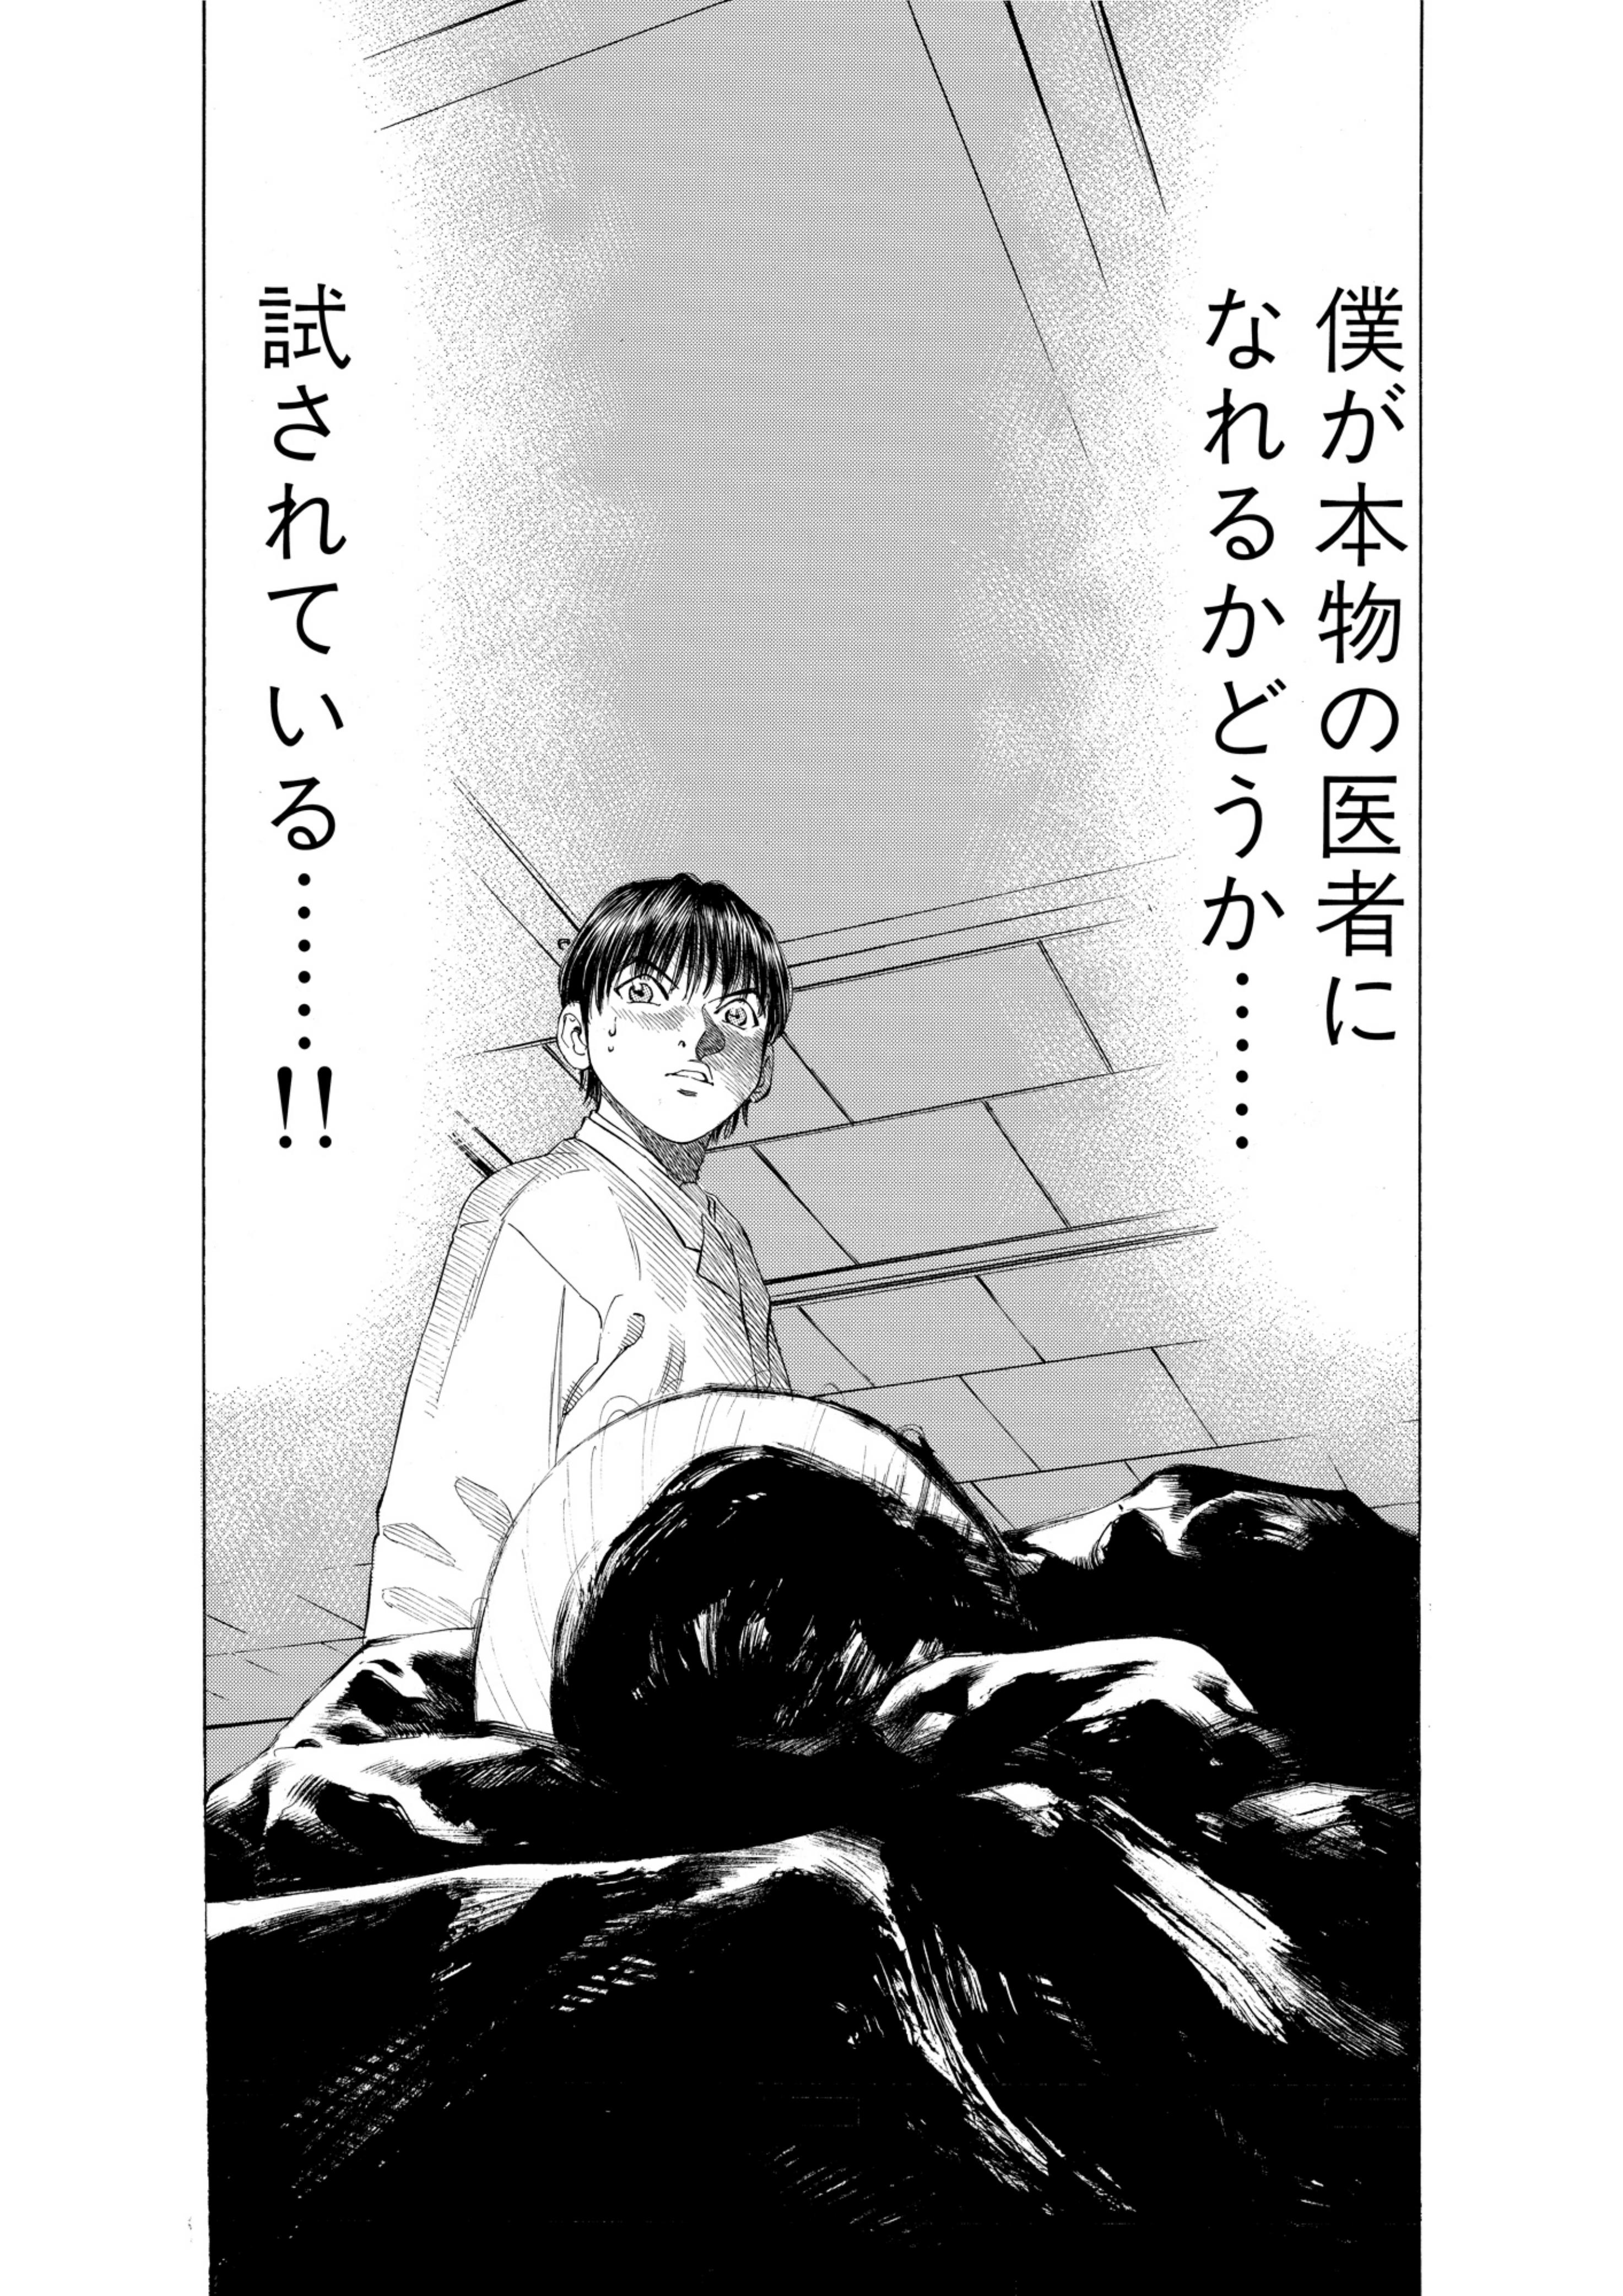 僕が本物の医者に
なれるかどうか……
試されている……!!